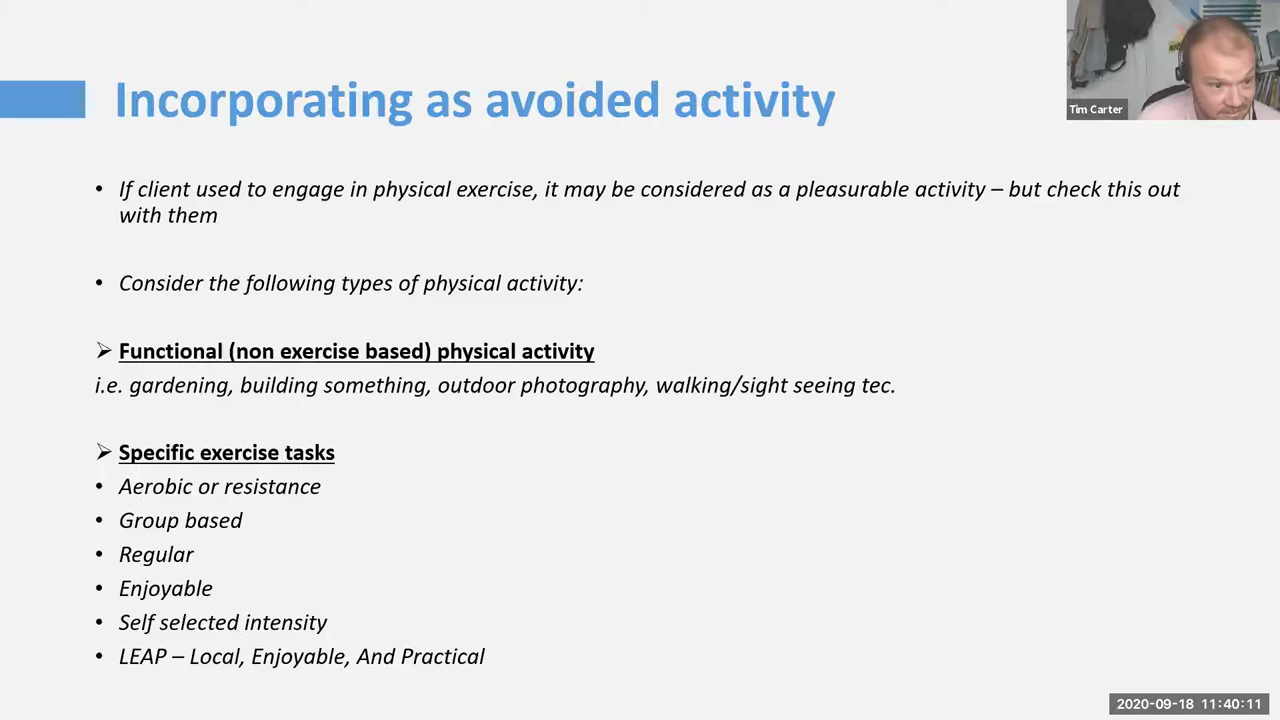 Incorporating as avoided activity
Tim Carter
• If client used to engage in physical exercise, it may be considered as a pleasurable activity – but check this out
with them
• Consider the following types of physical activity:
➢ Functional (non exercise based) physical activity
i.e. gardening, building something, outdoor photography, walking/sight seeing tec.
➢ Specific exercise tasks
• Aerobic or resistance
• Group based
• Regular
• Enjoyable
• Self selected intensity
• LEAP – Local, Enjoyable, And Practical
2020-09-18 11:40:11